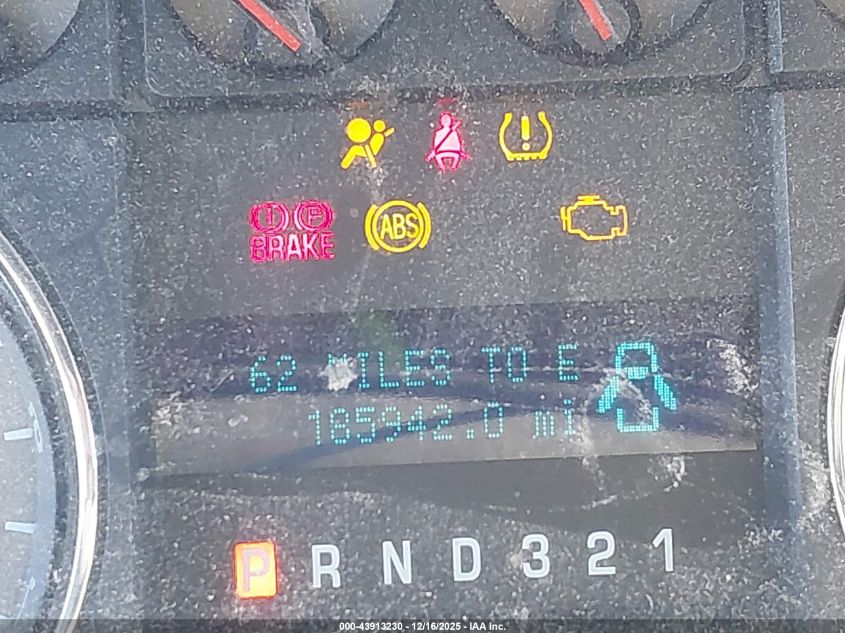 BRAKE
ABS
62 MILES TO E
185942.0 mi
P R N D 3 2 1
000-43913230 - 12/16/2025 - IAA Inc.